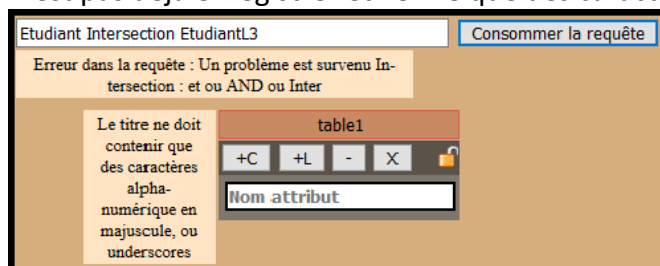 Etudiant Intersection EtudiantL3
Consommer la requête
Erreur dans la requête : Un problème est survenu In-
tersection : et ou AND ou Inter
Le titre ne doit
contenir que
des caractères
alpha-
numérique en
majuscule, ou
underscores
table1
+C +L - X
Nom attribut